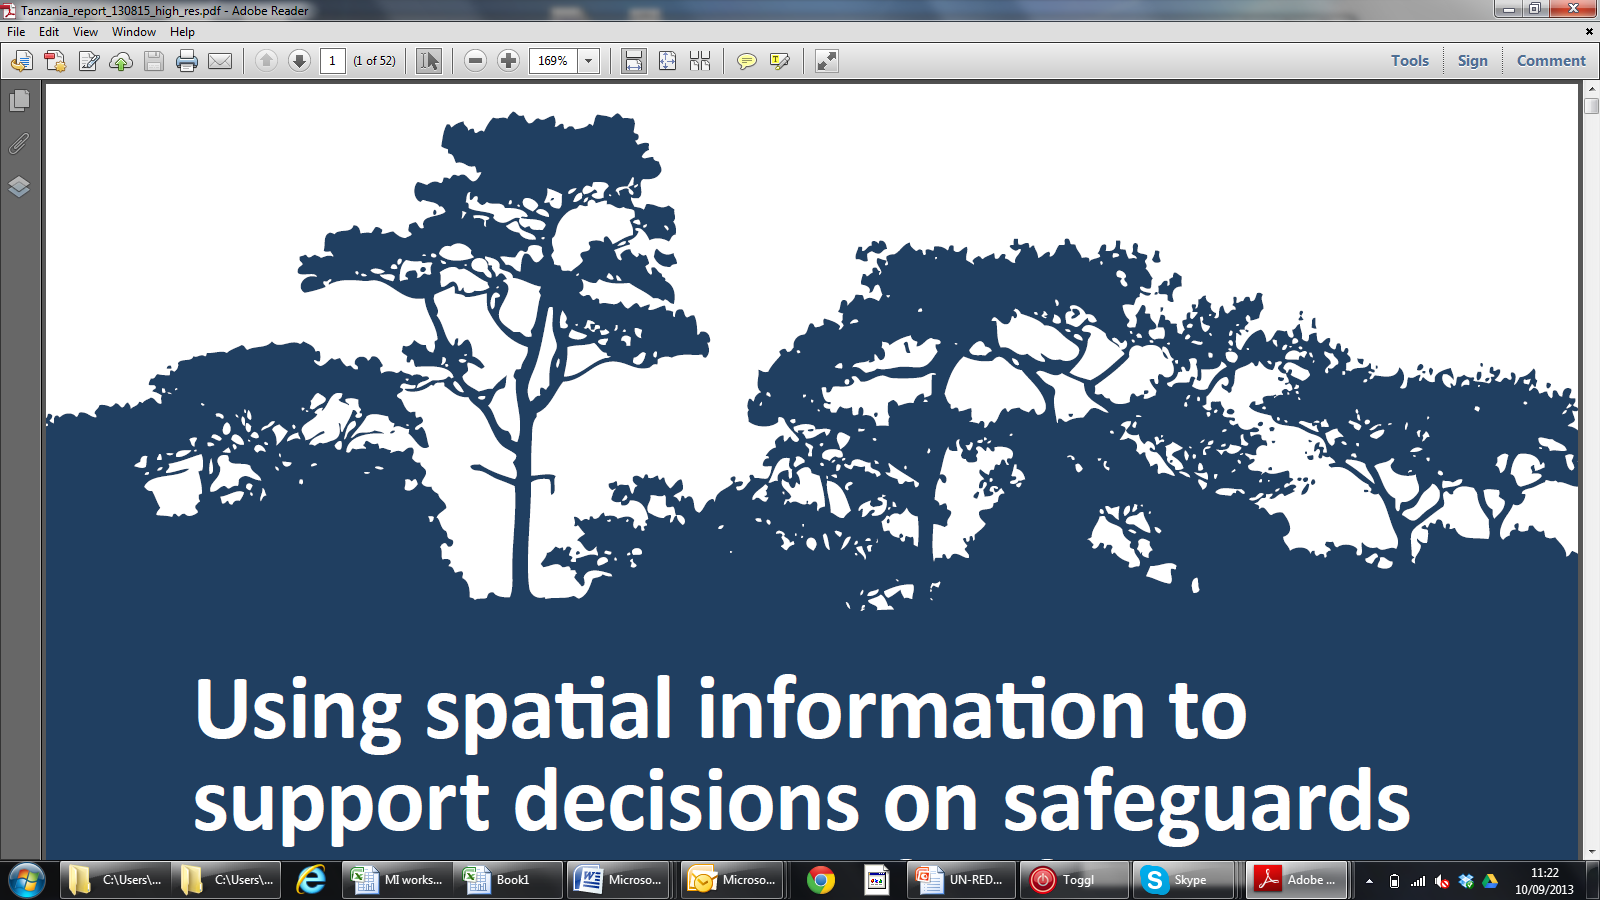 Tanzania_report_130815_high_res.pdf - Adobe Reader
File Edit View Window Help
1 (1 of 52) 169% Tools Sign Comment
Using spatial information to
support decisions on safeguards
C:\Users\... C:\Users\... MI works... Book1 Microso... Microso... UN-RED... Toggl Skype Adobe ... 11:22
10/09/2013